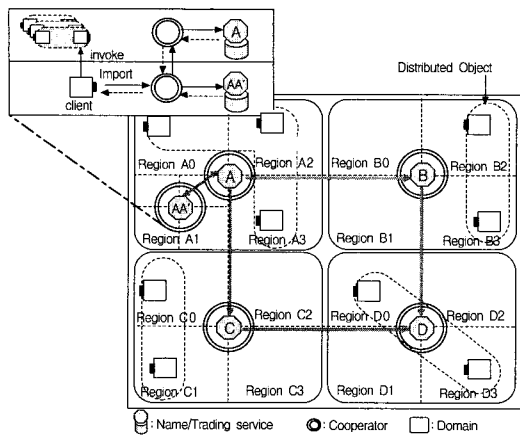 A
invoke
Import
AA'
client
Distributed Object
Region A0
Region A2
Region B0
Region B2
A
B
AA'
Region A1
Region A3
Region B1
Region B3
Region C0
Region C2
Region D0
Region D2
C
D
Region C1
Region C3
Region D1
Region D3
: Name/Trading service
: Cooperator
: Domain